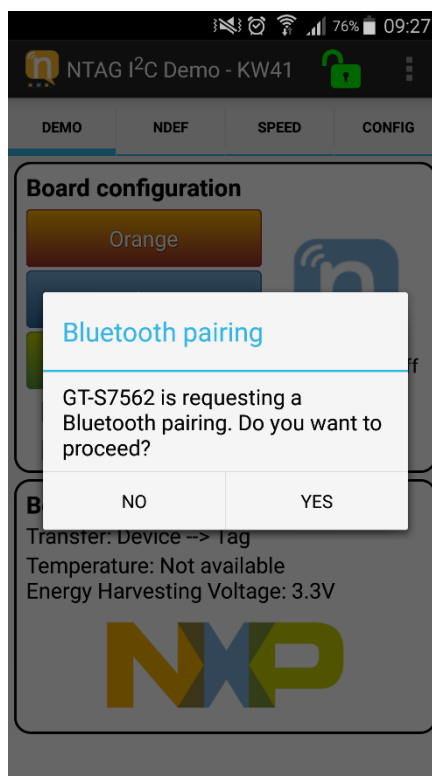 76% 09:27
NTAG I²C Demo - KW41
DEMO NDEF SPEED CONFIG
Board configuration
Orange
Bluetooth pairing
GT-S7562 is requesting a
Bluetooth pairing. Do you want to
proceed?
NO YES
Transfer: Device --> Tag
Temperature: Not available
Energy Harvesting Voltage: 3.3V
NXP